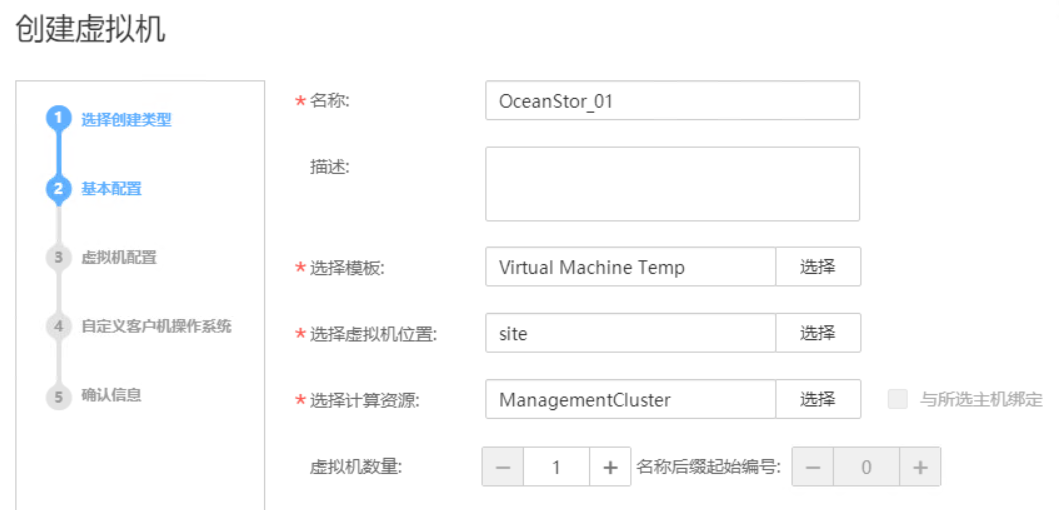 创建虚拟机
1 选择创建类型
2 基本配置
3 虚拟机配置
4 自定义客户机操作系统
5 确认信息
* 名称: OceanStor_01
描述:
* 选择模板: Virtual Machine Temp 选择
* 选择虚拟机位置: site 选择
* 选择计算资源: ManagementCluster 选择 与所选主机绑定
虚拟机数量: − 1 + 名称后缀起始编号: − 0 +